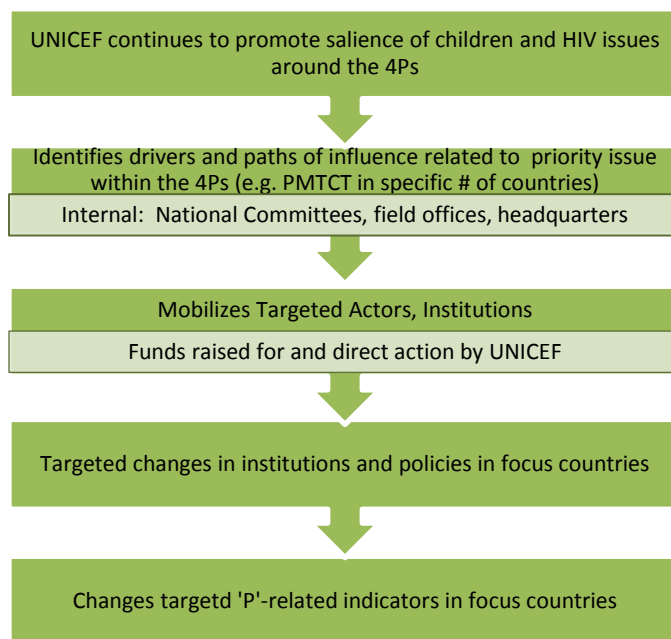 UNICEF continues to promote salience of children and HIV issues
around the 4Ps
Identifies drivers and paths of influence related to priority issue
within the 4Ps (e.g. PMTCT in specific # of countries)
Internal: National Committees, field offices, headquarters
Mobilizes Targeted Actors, Institutions
Funds raised for and direct action by UNICEF
Targeted changes in institutions and policies in focus countries
Changes targetd 'P'-related indicators in focus countries